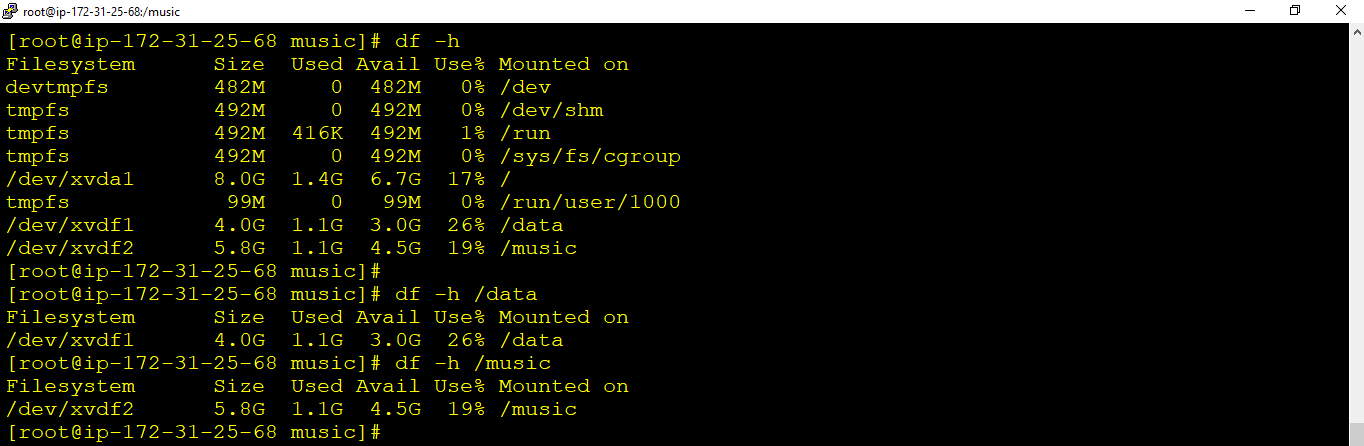 root@ip-172-31-25-68:/music
[root@ip-172-31-25-68 music]# df -h
Filesystem      Size  Used Avail Use% Mounted on
devtmpfs        482M     0  482M   0% /dev
tmpfs           492M     0  492M   0% /dev/shm
tmpfs           492M  416K  492M   1% /run
tmpfs           492M     0  492M   0% /sys/fs/cgroup
/dev/xvda1      8.0G  1.4G  6.7G  17% /
tmpfs            99M     0   99M   0% /run/user/1000
/dev/xvdf1      4.0G  1.1G  3.0G  26% /data
/dev/xvdf2      5.8G  1.1G  4.5G  19% /music
[root@ip-172-31-25-68 music]#
[root@ip-172-31-25-68 music]# df -h /data
Filesystem      Size  Used Avail Use% Mounted on
/dev/xvdf1      4.0G  1.1G  3.0G  26% /data
[root@ip-172-31-25-68 music]# df -h /music
Filesystem      Size  Used Avail Use% Mounted on
/dev/xvdf2      5.8G  1.1G  4.5G  19% /music
[root@ip-172-31-25-68 music]#